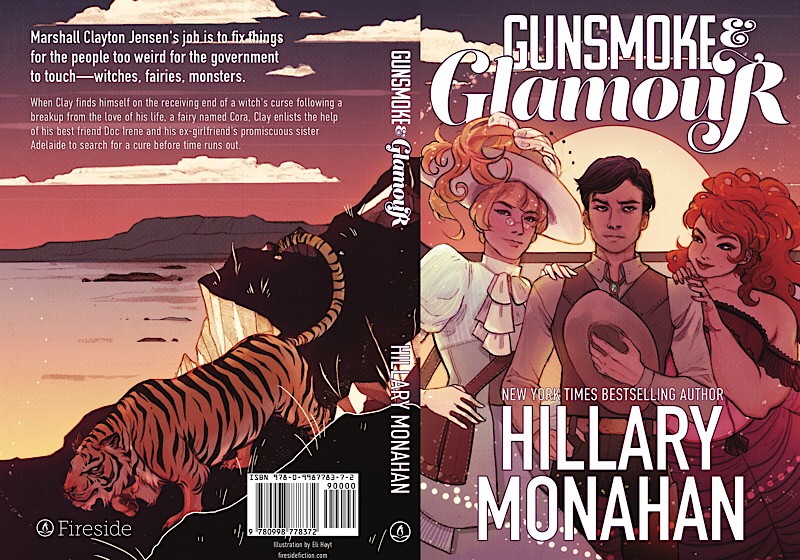 Marshall Clayton Jensen's job is to fix things
for the people too weird for the government
to touch—witches, fairies, monsters.
When Clay finds himself on the receiving end of a witch's curse following a
breakup from the love of his life, a fairy named Cora, Clay enlists the help
of his best friend Doc Irene and his ex-girlfriend's promiscuous sister
Adelaide to search for a cure before time runs out.
Fireside
ISBN 978-0-9987783-7-2
90000
9 780998 778372
Illustration by Eli Hoyt
firesidefiction.com
GUNSMOKE & Glamour
HILLARY MONAHAN
GUNSMOKE &
Glamour
NEW YORK TIMES BESTSELLING AUTHOR
HILLARY
MONAHAN